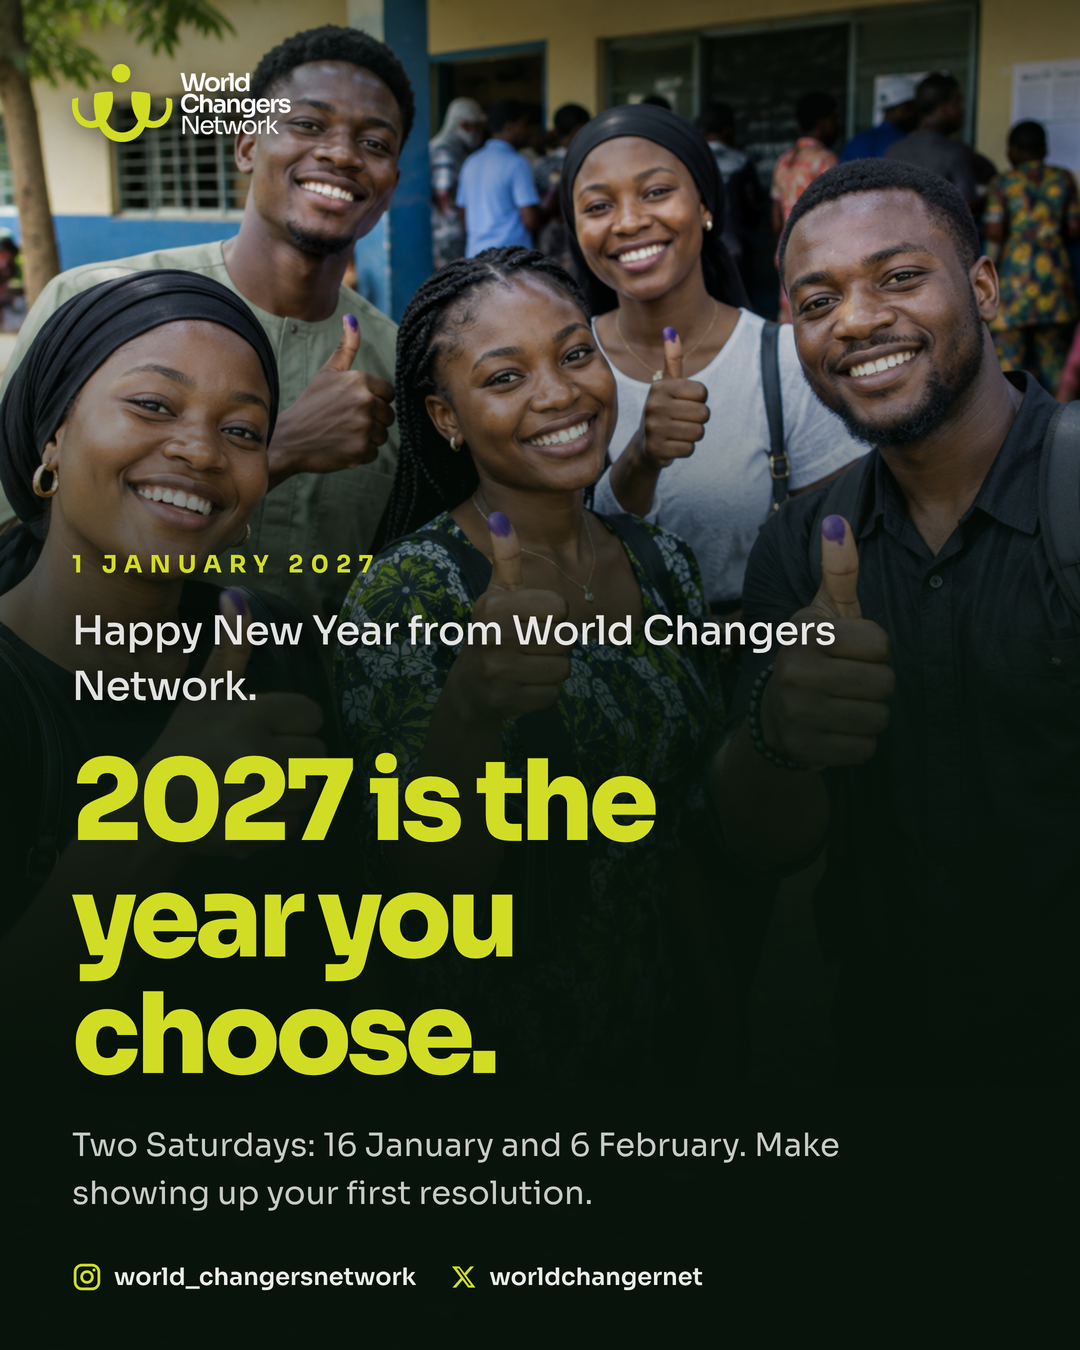 World
Changers
Network
1 JANUARY 2027
Happy New Year from World Changers
Network.
2027 is the
year you
choose.
Two Saturdays: 16 January and 6 February. Make
showing up your first resolution.
world_changersnetwork worldchangernet